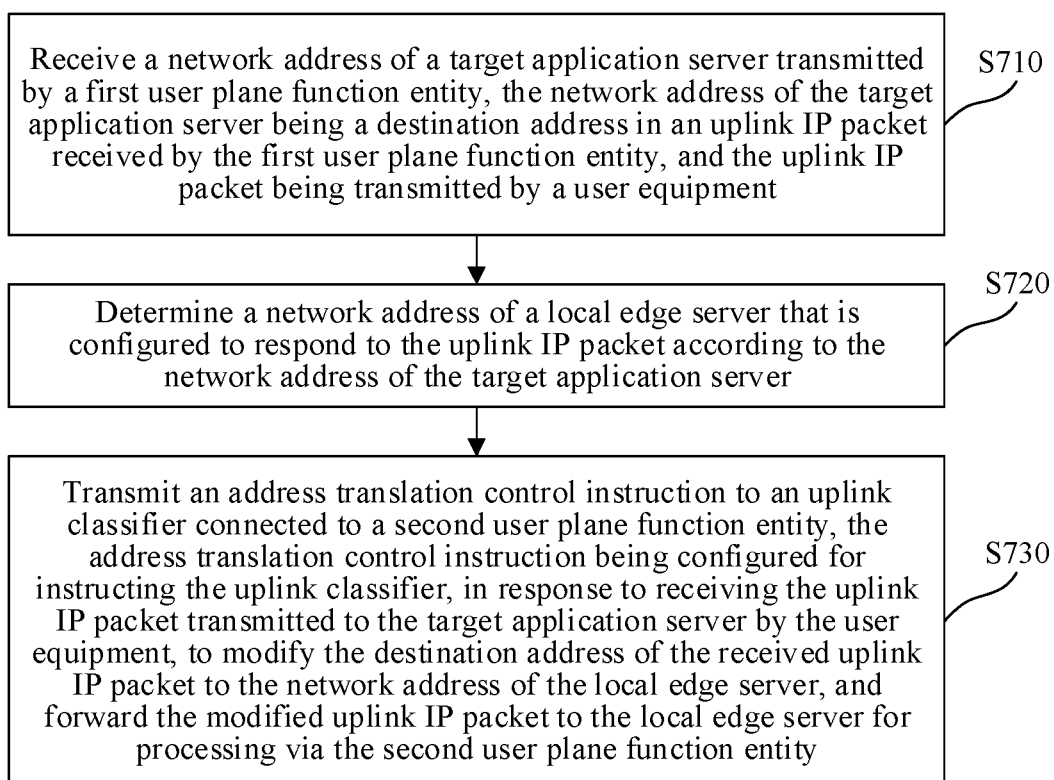 Receive a network address of a target application server transmitted
by a first user plane function entity, the network address of the target
application server being a destination address in an uplink IP packet
received by the first user plane function entity, and the uplink IP
packet being transmitted by a user equipment
S710
Determine a network address of a local edge server that is
configured to respond to the uplink IP packet according to the
network address of the target application server
S720
Transmit an address translation control instruction to an uplink
classifier connected to a second user plane function entity, the
address translation control instruction being configured for
instructing the uplink classifier, in response to receiving the uplink
IP packet transmitted to the target application server by the user
equipment, to modify the destination address of the received uplink
IP packet to the network address of the local edge server, and
forward the modified uplink IP packet to the local edge server for
processing via the second user plane function entity
S730